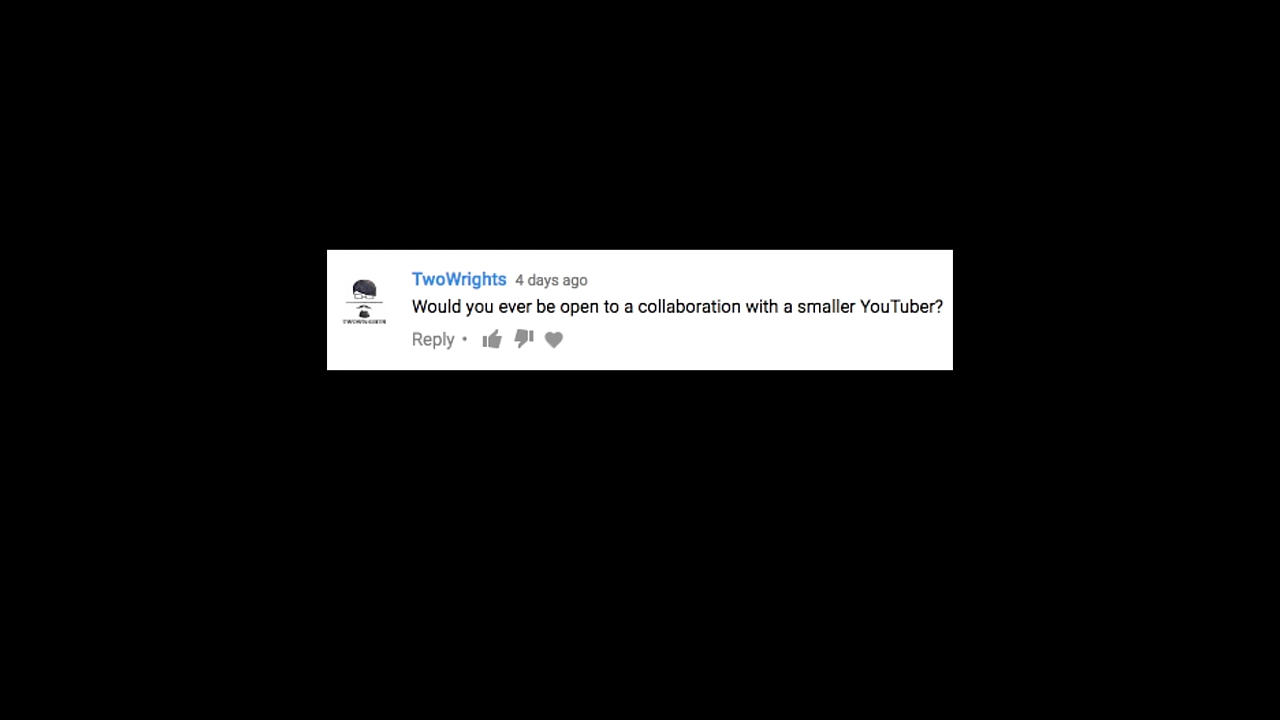 TwoWrights 4 days ago
Would you ever be open to a collaboration with a smaller YouTuber?
Reply •